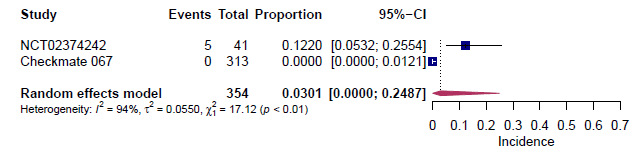 Study Events Total Proportion 95%−CI
NCT02374242 5 41 0.1220 [0.0532; 0.2554]
Checkmate 067 0 313 0.0000 [0.0000; 0.0121]
Random effects model 354 0.0301 [0.0000; 0.2487]
Heterogeneity: I² = 94%, τ² = 0.0550, χ₁² = 17.12 (p < 0.01)
0 0.1 0.2 0.3 0.4 0.5 0.6 0.7
Incidence